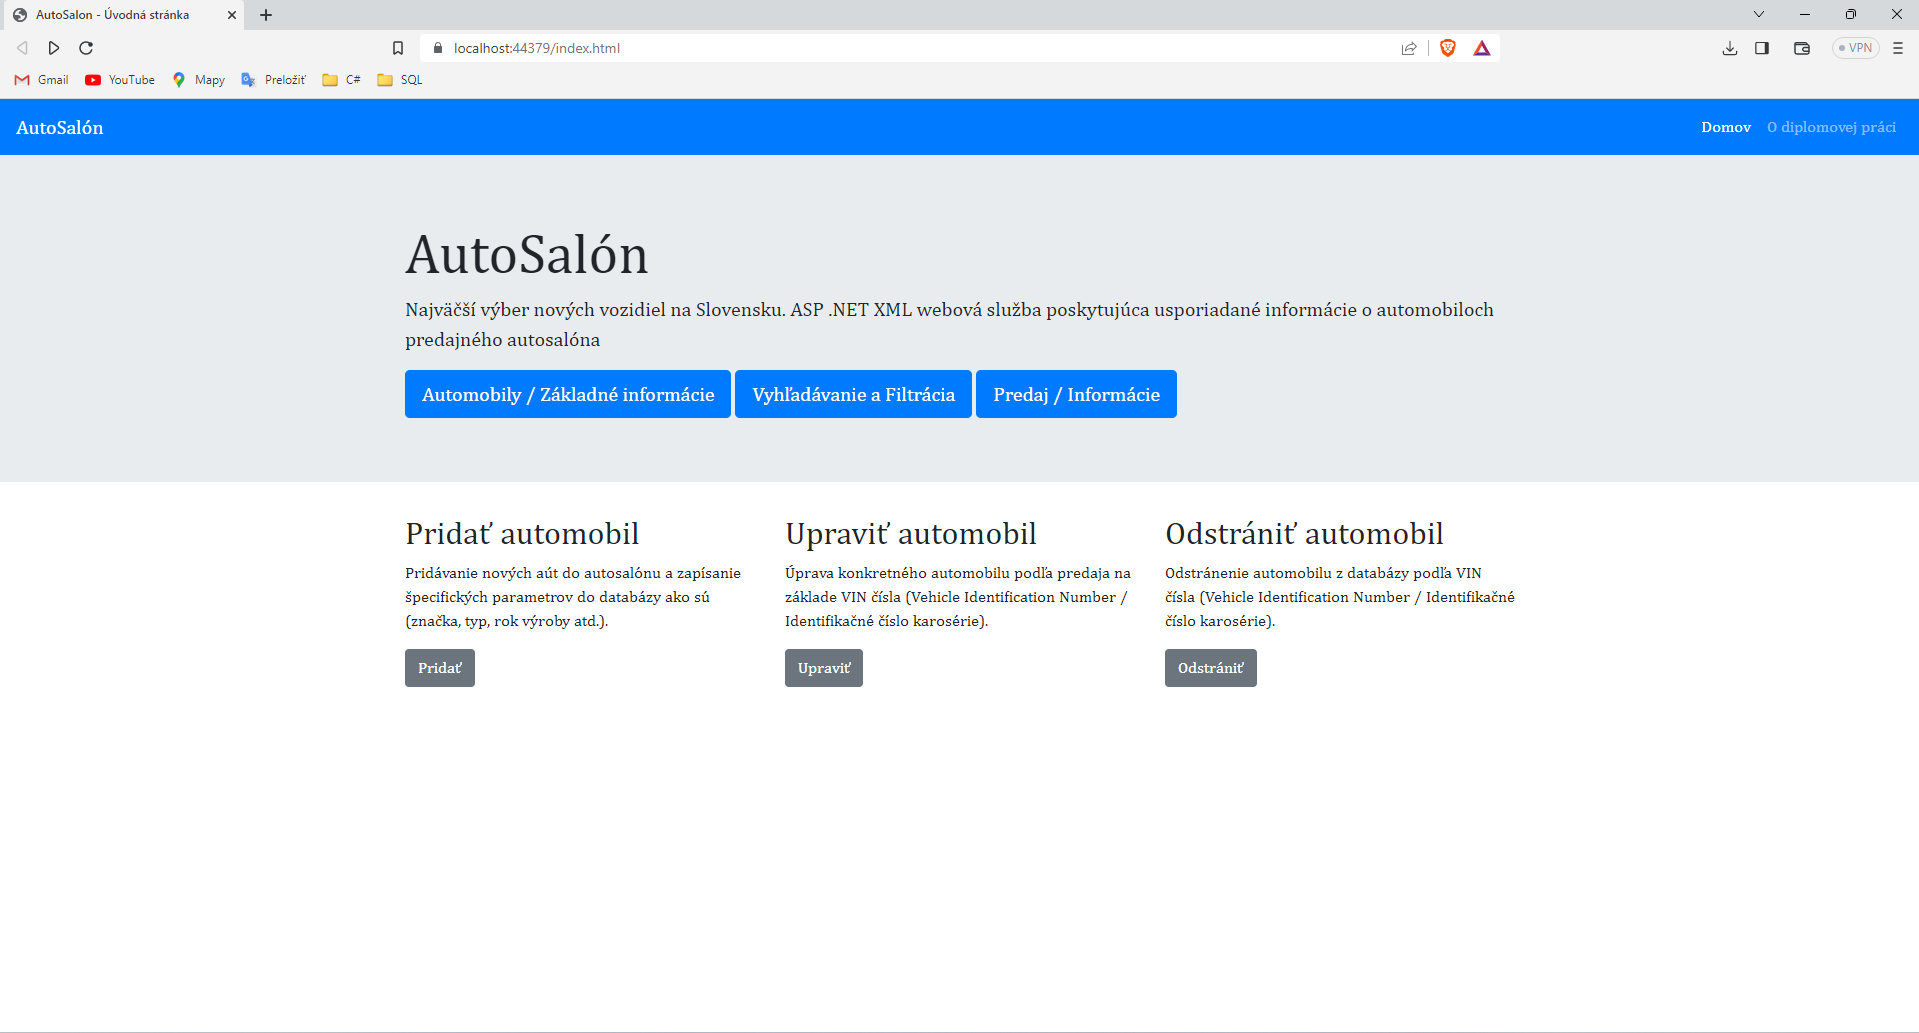 AutoSalon - Úvodná stránka
localhost:44379/index.html
VPN
Gmail YouTube Mapy Preložiť C# SQL
AutoSalón
Domov O diplomovej práci
AutoSalón
Najväčší výber nových vozidiel na Slovensku. ASP .NET XML webová služba poskytujúca usporiadané informácie o automobiloch
predajného autosalóna
Automobily / Základné informácie Vyhľadávanie a Filtrácia Predaj / Informácie
Pridať automobil
Pridávanie nových aút do autosalónu a zapísanie
špecifických parametrov do databázy ako sú
(značka, typ, rok výroby atd.).
Pridať
Upraviť automobil
Úprava konkretného automobilu podľa predaja na
základe VIN čísla (Vehicle Identification Number /
Identifikačné číslo karosérie).
Upraviť
Odstrániť automobil
Odstránenie automobilu z databázy podľa VIN
čísla (Vehicle Identification Number / Identifikačné
číslo karosérie).
Odstrániť